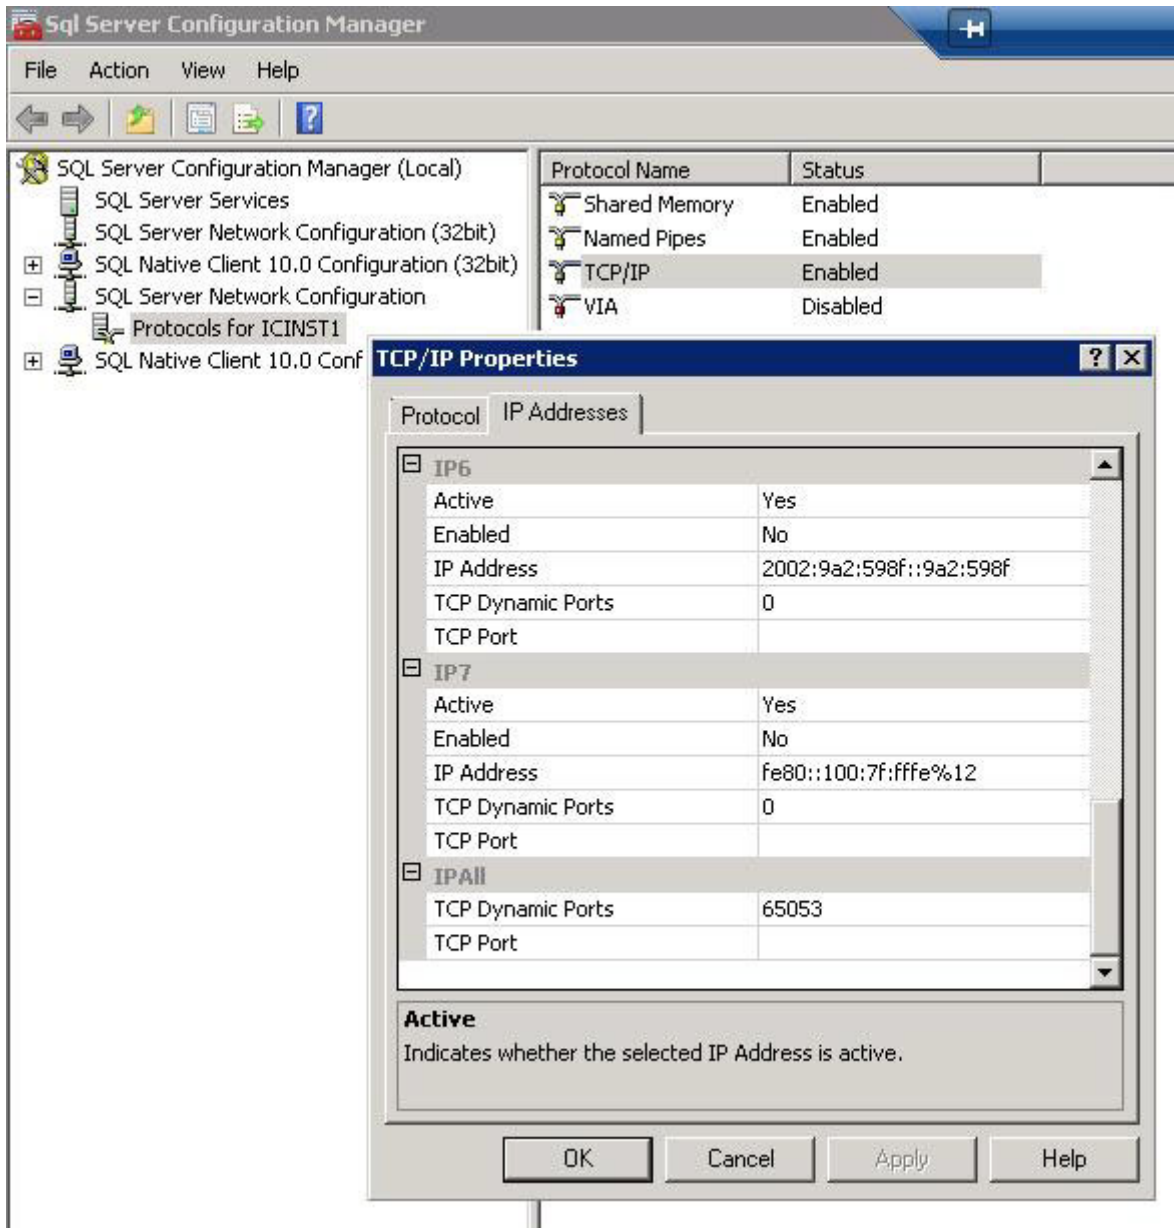 Sql Server Configuration Manager
File Action View Help
SQL Server Configuration Manager (Local)
SQL Server Services
SQL Server Network Configuration (32bit)
SQL Native Client 10.0 Configuration (32bit)
SQL Server Network Configuration
Protocols for ICINST1
SQL Native Client 10.0 Conf
Protocol Name Status
Shared Memory Enabled
Named Pipes Enabled
TCP/IP Enabled
VIA Disabled
TCP/IP Properties
Protocol IP Addresses
IP6
Active Yes
Enabled No
IP Address 2002:9a2:598f::9a2:598f
TCP Dynamic Ports 0
TCP Port
IP7
Active Yes
Enabled No
IP Address fe80::100:7f:fffe%12
TCP Dynamic Ports 0
TCP Port
IPAll
TCP Dynamic Ports 65053
TCP Port
Active
Indicates whether the selected IP Address is active.
OK Cancel Apply Help